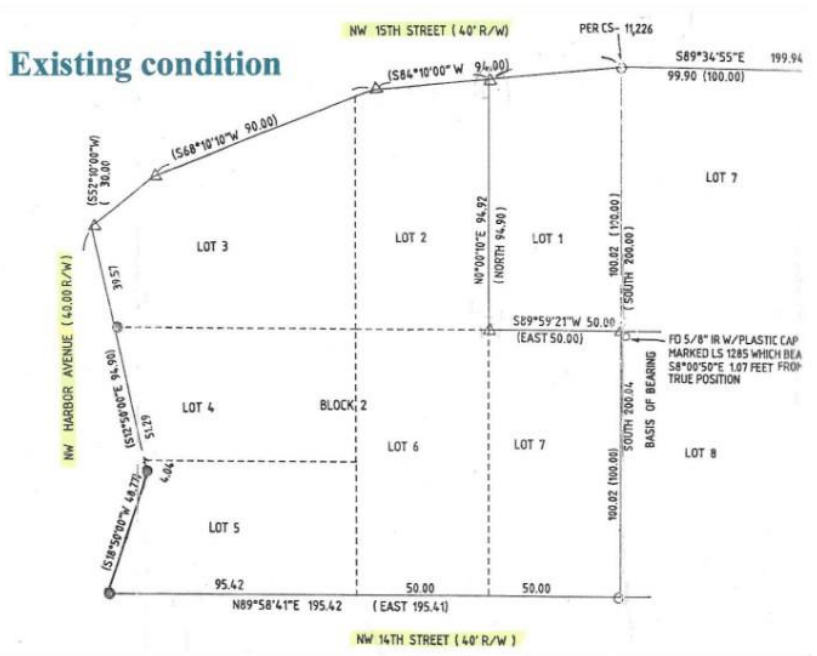 NW 15TH STREET ( 40' R/W)
PER CS- 11,226
Existing condition
(S84°10'00" W 94.00)
S89°34'55"E 199.94
99.90 (100.00)
(S68°10'10"W 90.00)
(S52°10'00"W)
( 30.00
LOT 7
LOT 3
LOT 2
LOT 1
N0°00'10"E 94.92
(NORTH 94.90 )
100.02 (100.00)
( SOUTH 200.00)
NW HARBOR AVENUE ( 40.00 R/W )
39.57
S89°59'21"W 50.00
(EAST 50.00)
FD 5/8" IR W/PLASTIC CAP
MARKED LS 1285 WHICH BEA
S8°00'50"E 1.07 FEET FROM
TRUE POSITION
(S12°50'00"E 94.90)
51.29
LOT 4
BLOCK 2
LOT 6
LOT 7
LOT 8
SOUTH 200.04
BASIS OF BEARING
4.04
(S18°50'00"W 48.77)
LOT 5
100.02 (100.00)
95.42
50.00
50.00
N89°58'41"E 195.42 (EAST 195.41)
NW 14TH STREET ( 40' R/W )